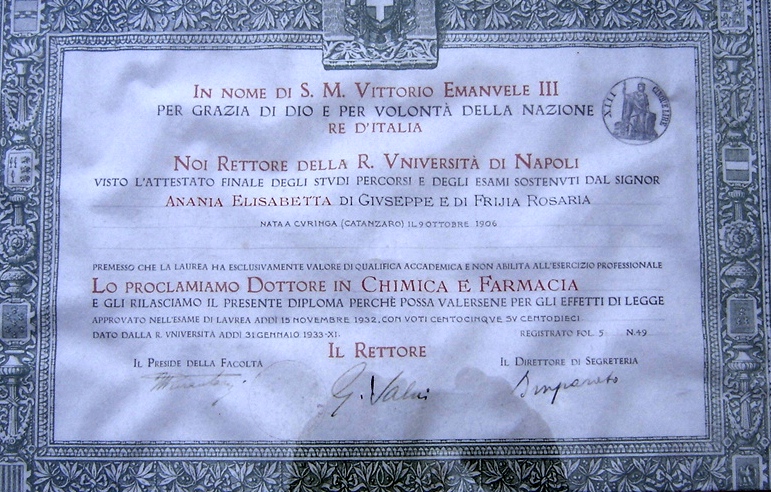 IN NOME DI S. M. VITTORIO EMANVELE III
PER GRAZIA DI DIO E PER VOLONTÀ DELLA NAZIONE
RE D'ITALIA
NOI RETTORE DELLA R. VNIVERSITÀ DI NAPOLI
VISTO L'ATTESTATO FINALE DEGLI STVDI PERCORSI E DEGLI ESAMI SOSTENVTI DAL SIGNOR
ANANIA ELISABETTA DI GIVSEPPE E DI FRIJIA ROSARIA
NATA A CVRINGA (CATANZARO) IL 9 OTTOBRE 1906
PREMESSO CHE LA LAUREA HA ESCLUSIVAMENTE VALORE DI QUALIFICA ACCADEMICA E NON ABILITA ALL'ESERCIZIO PROFESSIONALE
LO PROCLAMIAMO DOTTORE IN CHIMICA E FARMACIA
E GLI RILASCIAMO IL PRESENTE DIPLOMA PERCHÈ POSSA VALERSENE PER GLI EFFETTI DI LEGGE
APPROVATO NELL'ESAME DI LAVREA ADDÌ 15 NOVEMBRE 1932, CON VOTI CENTOCINQVE SV CENTODIECI
DATO DALLA R. VNIVERSITÀ ADDÌ 31 GENNAIO 1933-XI. REGISTRATO FOL. 5 N. 49
IL RETTORE
IL PRESIDE DELLA FACOLTÀ IL DIRETTORE DI SEGRETERIA